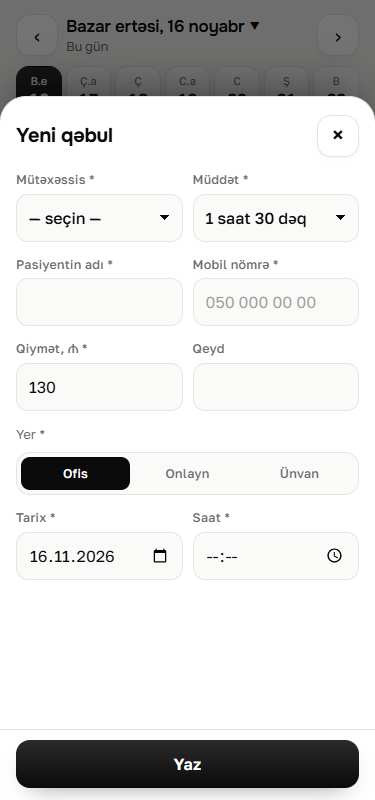 ‹
Bazar ertəsi, 16 noyabr ▾
Bu gün
›
B.e Ç.a Ç C.a C Ş B
Yeni qəbul
×
Mütəxəssis * Müddət *
— seçin — 1 saat 30 dəq
Pasiyentin adı * Mobil nömrə *
050 000 00 00
Qiymət, ₼ * Qeyd
130
Yer *
Ofis Onlayn Ünvan
Tarix * Saat *
16.11.2026 --:--
Yaz